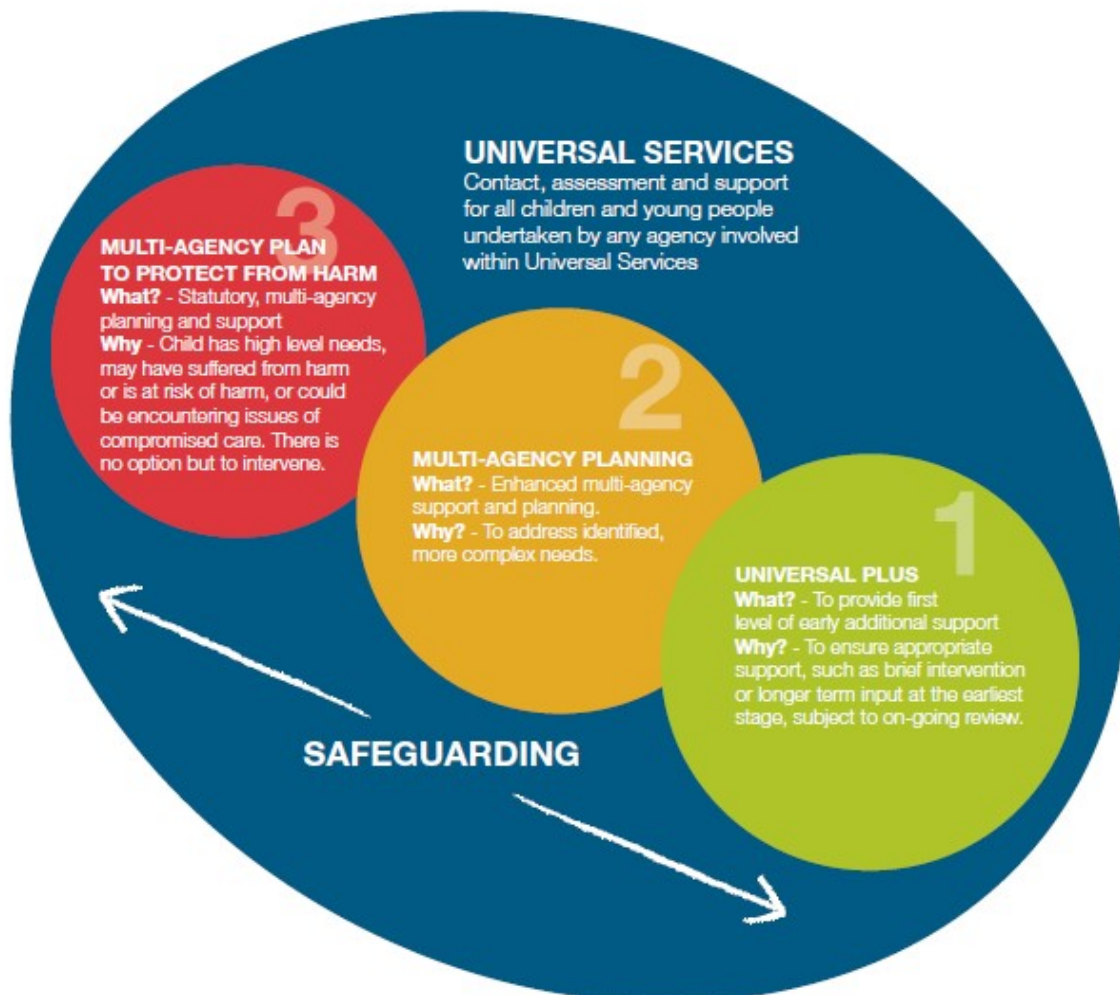 UNIVERSAL SERVICES
Contact, assessment and support
for all children and young people
undertaken by any agency involved
within Universal Services
3
MULTI-AGENCY PLAN
TO PROTECT FROM HARM
What? - Statutory, multi-agency
planning and support
Why - Child has high level needs,
may have suffered from harm
or is at risk of harm, or could
be encountering issues of
compromised care. There is
no option but to intervene.
2
MULTI-AGENCY PLANNING
What? - Enhanced multi-agency
support and planning.
Why? - To address identified,
more complex needs.
1
UNIVERSAL PLUS
What? - To provide first
level of early additional support
Why? - To ensure appropriate
support, such as brief intervention
or longer term input at the earliest
stage, subject to on-going review.
SAFEGUARDING